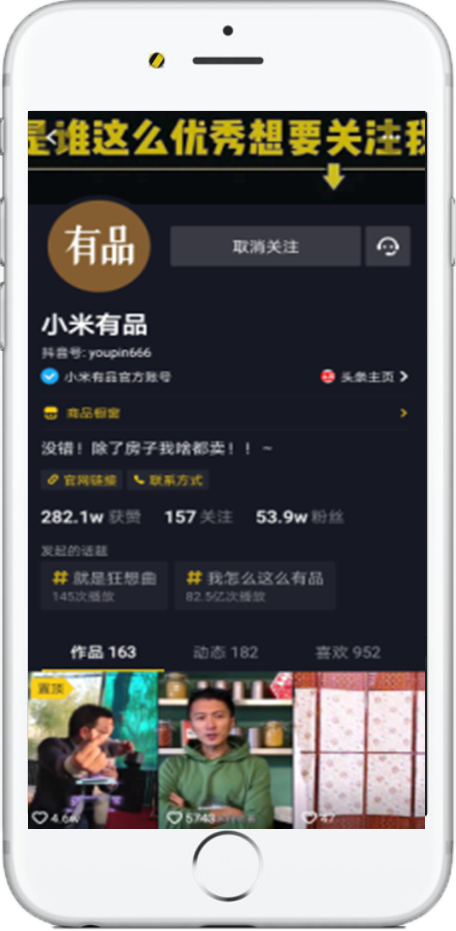 是谁这么优秀想要关注我
有品
取消关注
小米有品
抖音号: youpin666
小米有品官方账号
头条主页
商品橱窗
没错！除了房子我啥都卖！！~
官网链接
联系方式
282.1w 获赞 157 关注 53.9w 粉丝
发起的话题
# 就是狂想曲
145次播放
# 我怎么这么有品
82.5亿次播放
作品 163 动态 182 喜欢 952
置顶
4.6w
5743
47